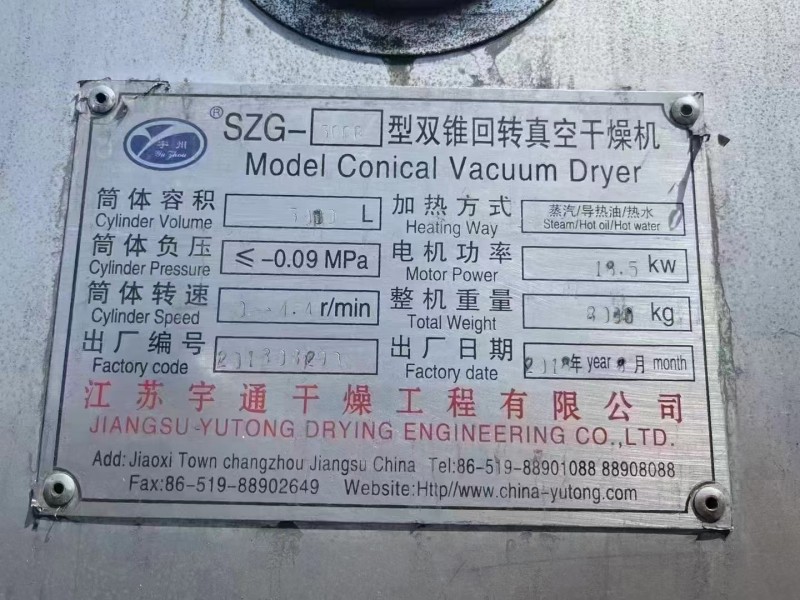 宇州
Yu Zhou
® SZG- 型双锥回转真空干燥机
Model Conical Vacuum Dryer
筒体容积 L 加热方式 蒸汽/导热油/热水
Cylinder Volume Heating Way Steam/Hot oil/Hot water
筒体负压 ≤ -0.09 MPa 电机功率 kw
Cylinder Pressure Motor Power
筒体转速 r/min 整机重量 kg
Cylinder Speed Total Weight
出厂编号 出厂日期 年 year 月 month
Factory code Factory date
江苏宇通干燥工程有限公司
JIANGSU-YUTONG DRYING ENGINEERING CO.,LTD.
Add: Jiaoxi Town changzhou Jiangsu China Tel:86-519-88901088 88908088
Fax:86-519-88902649 Website:Http//www.china-yutong.com